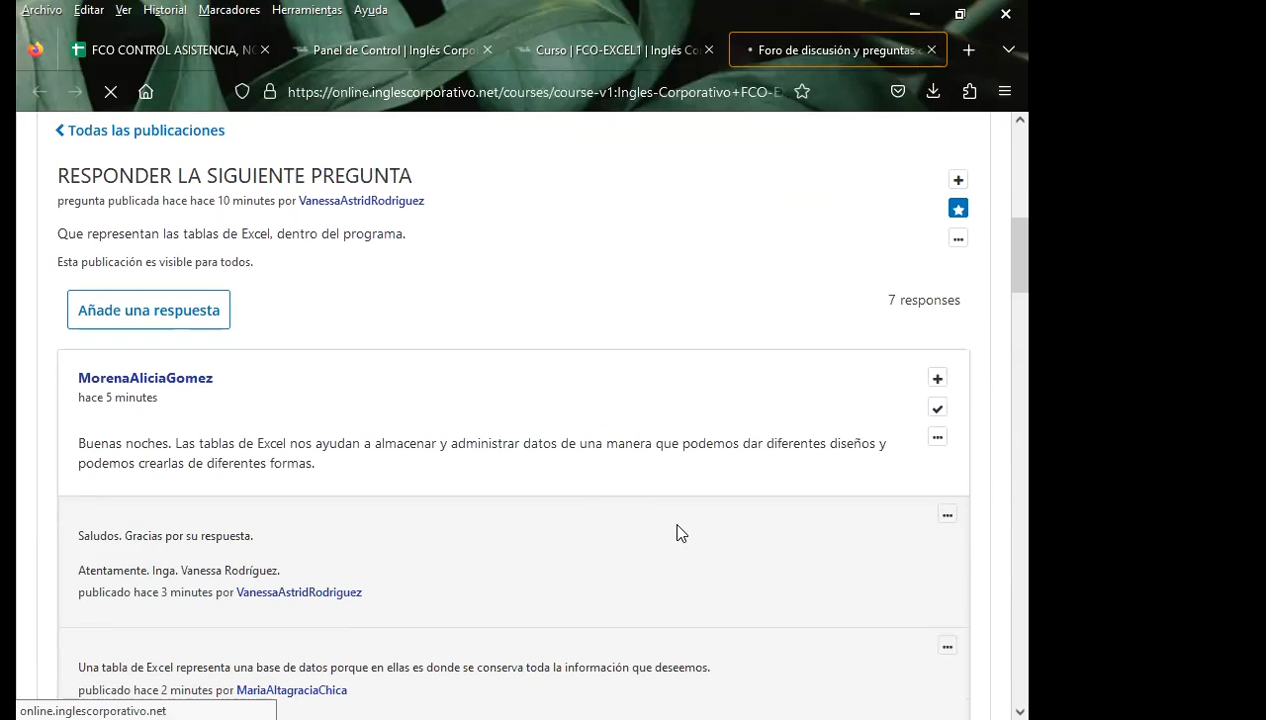 Archivo Editar Ver Historial Marcadores Herramientas Ayuda
FCO CONTROL ASISTENCIA, NO
Panel de Control | Inglés Corpo
Curso | FCO-EXCEL1 | Inglés Co
Foro de discusión y preguntas
https://online.inglescorporativo.net/courses/course-v1:Ingles-Corporativo+FCO-E
Todas las publicaciones
RESPONDER LA SIGUIENTE PREGUNTA
pregunta publicada hace hace 10 minutes por VanessaAstridRodriguez
Que representan las tablas de Excel, dentro del programa.
Esta publicación es visible para todos.
Añade una respuesta
7 responses
MorenaAliciaGomez
hace 5 minutes
Buenas noches. Las tablas de Excel nos ayudan a almacenar y administrar datos de una manera que podemos dar diferentes diseños y
podemos crearlas de diferentes formas.
Saludos. Gracias por su respuesta.
Atentamente. Inga. Vanessa Rodríguez.
publicado hace 3 minutes por VanessaAstridRodriguez
Una tabla de Excel representa una base de datos porque en ellas es donde se conserva toda la información que deseemos.
publicado hace 2 minutes por MariaAltagraciaChica
online.inglescorporativo.net